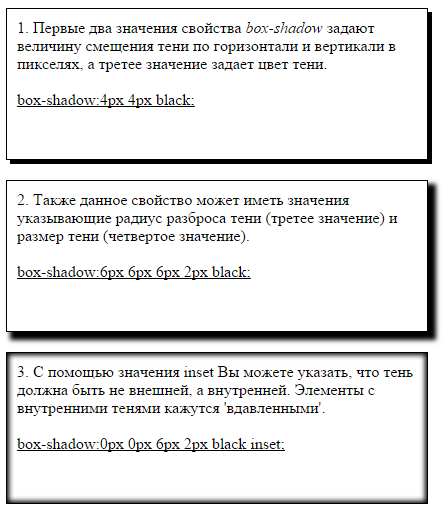 1. Первые два значения свойства box-shadow задают
величину смещения тени по горизонтали и вертикали в
пикселях, а третее значение задает цвет тени.
box-shadow:4px 4px black;
2. Также данное свойство может иметь значения
указывающие радиус разброса тени (третее значение) и
размер тени (четвертое значение).
box-shadow:6px 6px 6px 2px black;
3. С помощью значения inset Вы можете указать, что тень
должна быть не внешней, а внутренней. Элементы с
внутренними тенями кажутся 'вдавленными'.
box-shadow:0px 0px 6px 2px black inset;